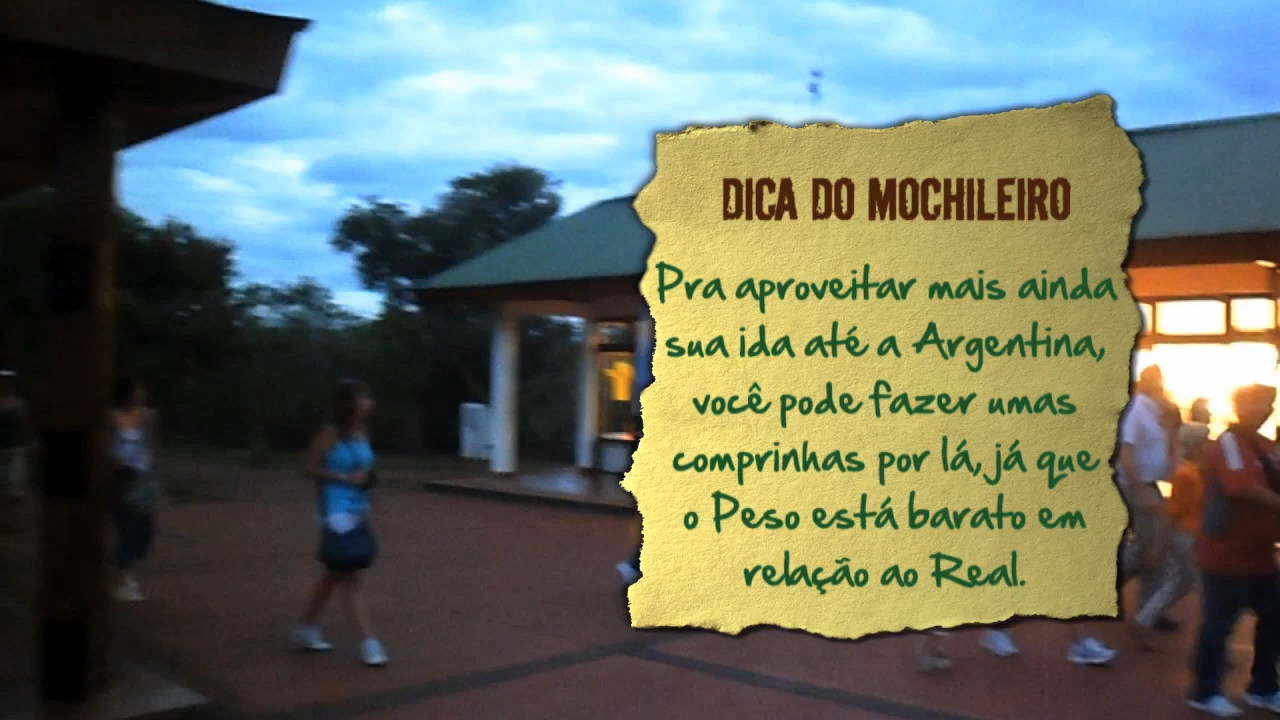 DICA DO MOCHILEIRO
Pra aproveitar mais ainda
sua ida até a Argentina,
você pode fazer umas
comprinhas por lá, já que
o Peso está barato em
relação ao Real.